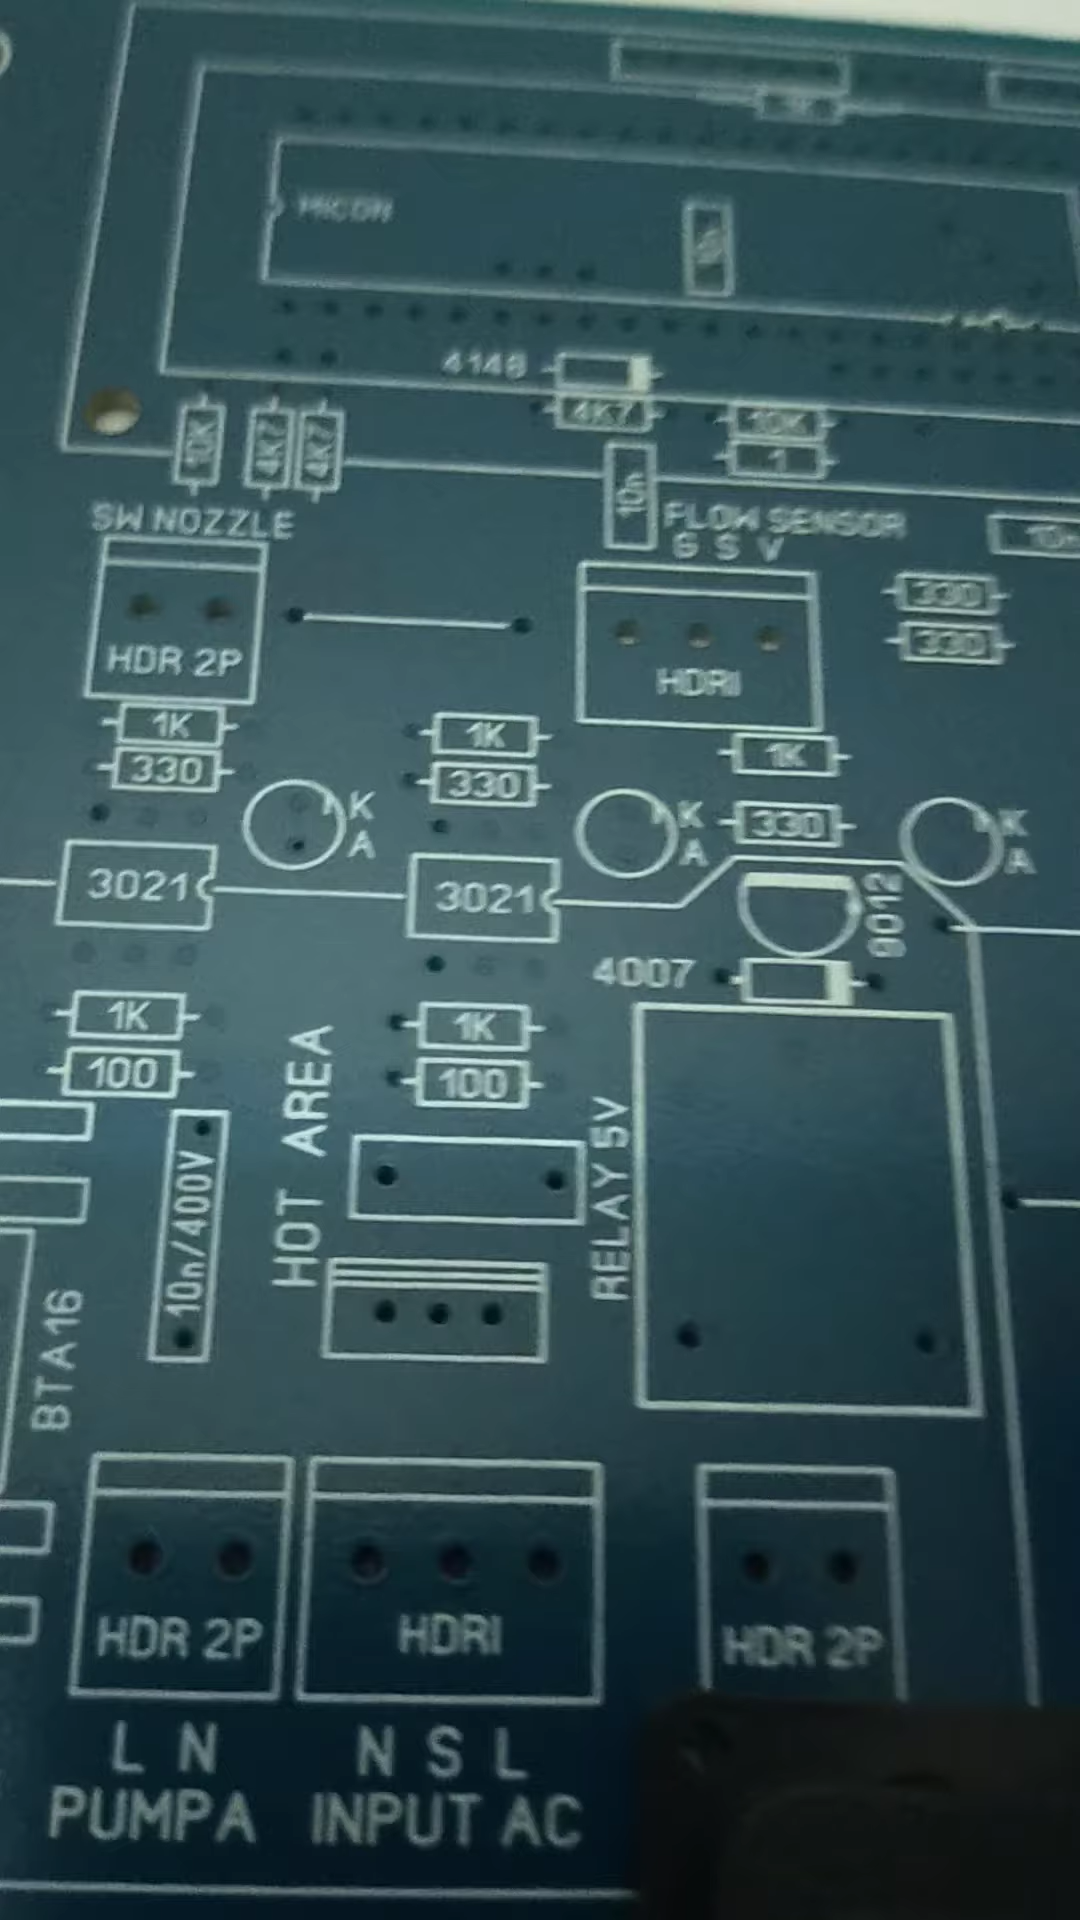 MICON
4148
4K7
10K
1
10K
4K7
4K7
10n
SW NOZZLE
FLOW SENSOR
G S V
10n
330
330
HDR 2P
HDRI
1K
1K
1K
330
330
330
K
A
K
A
K
A
3021
3021
9012
4007
1K
1K
100
100
HOT AREA
10n/400V
RELAY 5V
BTA16
HDR 2P
HDRI
HDR 2P
L N
N S L
PUMPA
INPUT AC